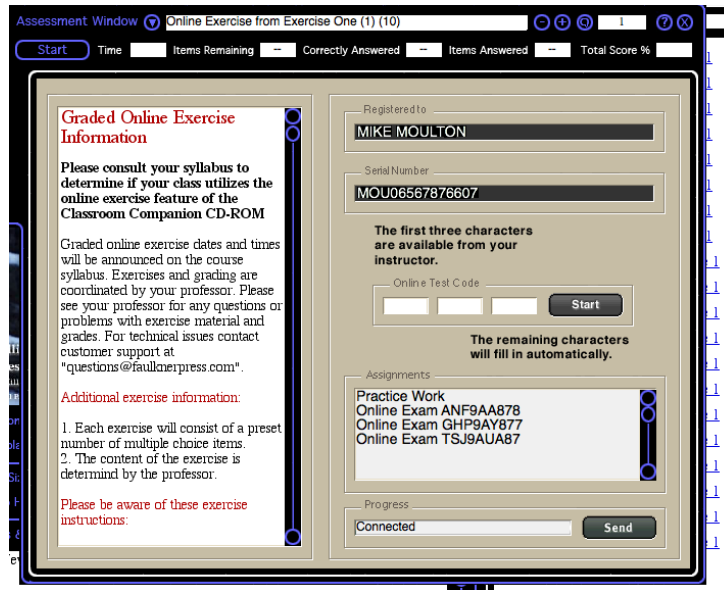 Assessment Window Online Exercise from Exercise One (1) (10) 1
Start Time Items Remaining -- Correctly Answered -- Items Answered -- Total Score %
Graded Online Exercise
Information
Please consult your syllabus to
determine if your class utilizes the
online exercise feature of the
Classroom Companion CD-ROM
Graded online exercise dates and times
will be announced on the course
syllabus. Exercises and grading are
coordinated by your professor. Please
see your professor for any questions or
problems with exercise material and
grades. For technical issues contact
customer support at
"questions@faulknerpress.com".
Additional exercise information:
1. Each exercise will consist of a preset
number of multiple choice items.
2. The content of the exercise is
determind by the professor.
Please be aware of these exercise
instructions:
Registered to
MIKE MOULTON
Serial Number
MOU06567876607
The first three characters
are available from your
instructor.
Online Test Code
Start
The remaining characters
will fill in automatically.
Assignments
Practice Work
Online Exam ANF9AA878
Online Exam GHP9AY877
Online Exam TSJ9AUA87
Progress
Connected Send